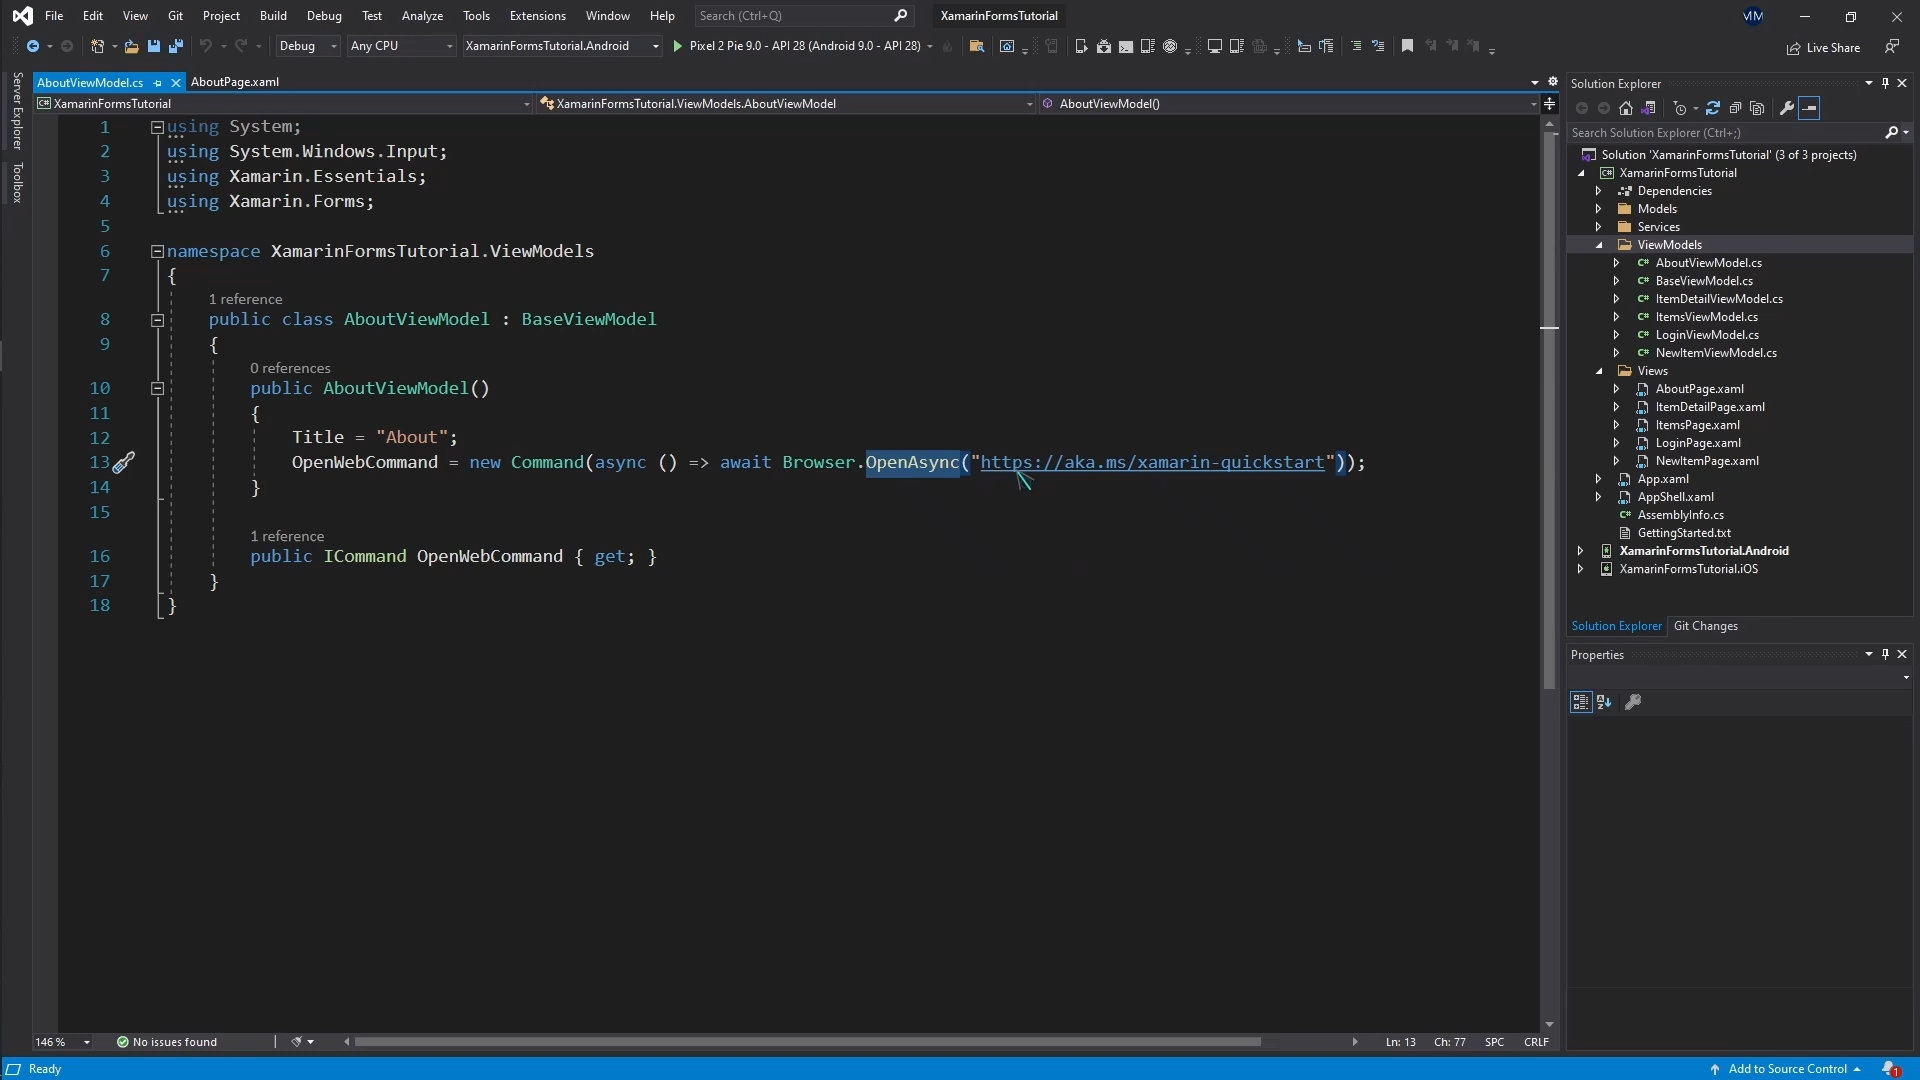 File Edit View Git Project Build Debug Test Analyze Tools Extensions Window Help Search (Ctrl+Q) XamarinFormsTutorial
Debug Any CPU XamarinFormsTutorial.Android Pixel 2 Pie 9.0 - API 28 (Android 9.0 - API 28) Live Share
Server Explorer
Toolbox
AboutViewModel.cs AboutPage.xaml
XamarinFormsTutorial XamarinFormsTutorial.ViewModels.AboutViewModel AboutViewModel()
1 using System;
2 using System.Windows.Input;
3 using Xamarin.Essentials;
4 using Xamarin.Forms;
5
6 namespace XamarinFormsTutorial.ViewModels
7 {
1 reference
8 public class AboutViewModel : BaseViewModel
9 {
0 references
10 public AboutViewModel()
11 {
12 Title = "About";
13 OpenWebCommand = new Command(async () => await Browser.OpenAsync("https://aka.ms/xamarin-quickstart"));
14 }
15
1 reference
16 public ICommand OpenWebCommand { get; }
17 }
18 }
146 % No issues found Ln: 13 Ch: 77 SPC CRLF
Solution Explorer
Search Solution Explorer (Ctrl+;)
Solution 'XamarinFormsTutorial' (3 of 3 projects)
XamarinFormsTutorial
Dependencies
Models
Services
ViewModels
AboutViewModel.cs
BaseViewModel.cs
ItemDetailViewModel.cs
ItemsViewModel.cs
LoginViewModel.cs
NewItemViewModel.cs
Views
AboutPage.xaml
ItemDetailPage.xaml
ItemsPage.xaml
LoginPage.xaml
NewItemPage.xaml
App.xaml
AppShell.xaml
AssemblyInfo.cs
GettingStarted.txt
XamarinFormsTutorial.Android
XamarinFormsTutorial.iOS
Solution Explorer Git Changes
Properties
Ready Add to Source Control 1